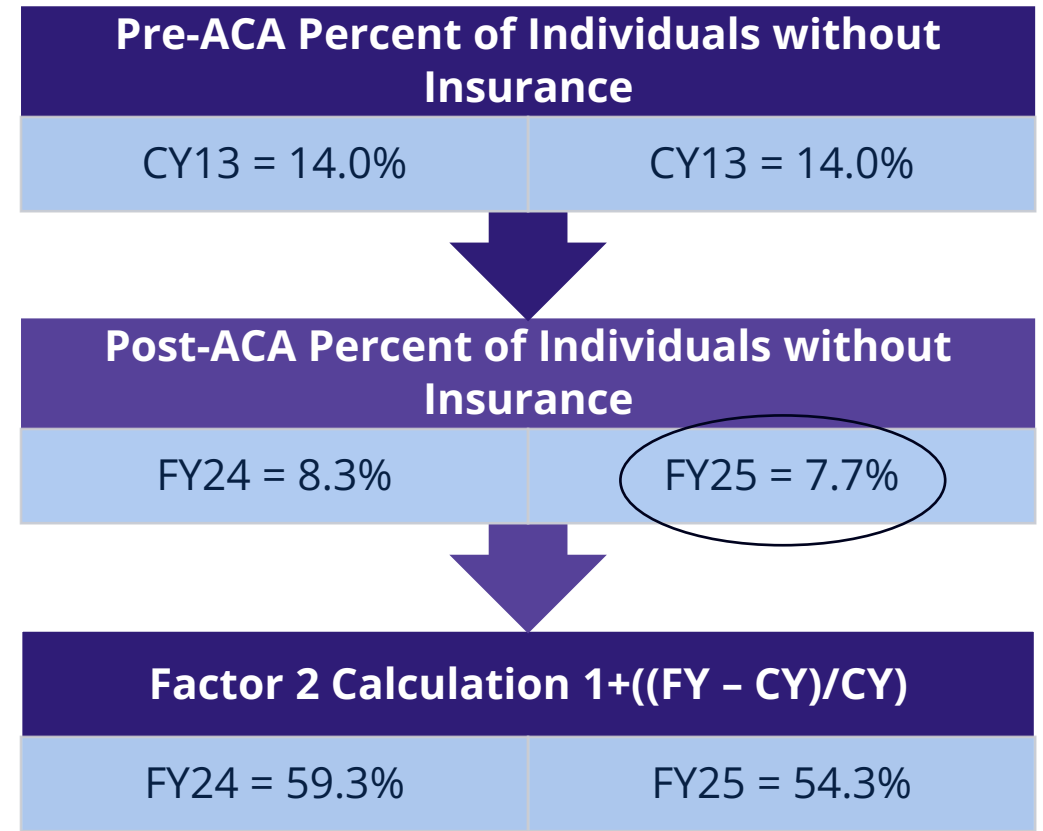 Pre-ACA Percent of Individuals without
Insurance
CY13 = 14.0%
CY13 = 14.0%
Post-ACA Percent of Individuals without
Insurance
FY24 = 8.3%
FY25 = 7.7%
Factor 2 Calculation 1+((FY – CY)/CY)
FY24 = 59.3%
FY25 = 54.3%